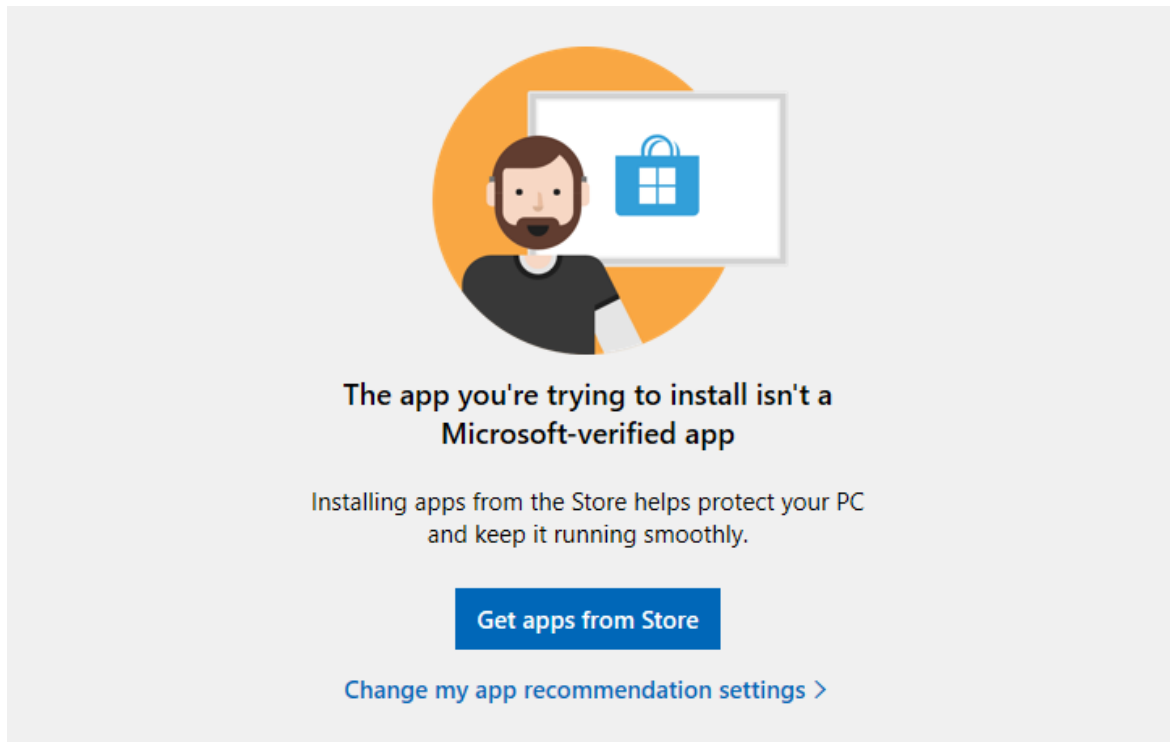 The app you're trying to install isn't a
Microsoft-verified app
Installing apps from the Store helps protect your PC
and keep it running smoothly.
Get apps from Store
Change my app recommendation settings >